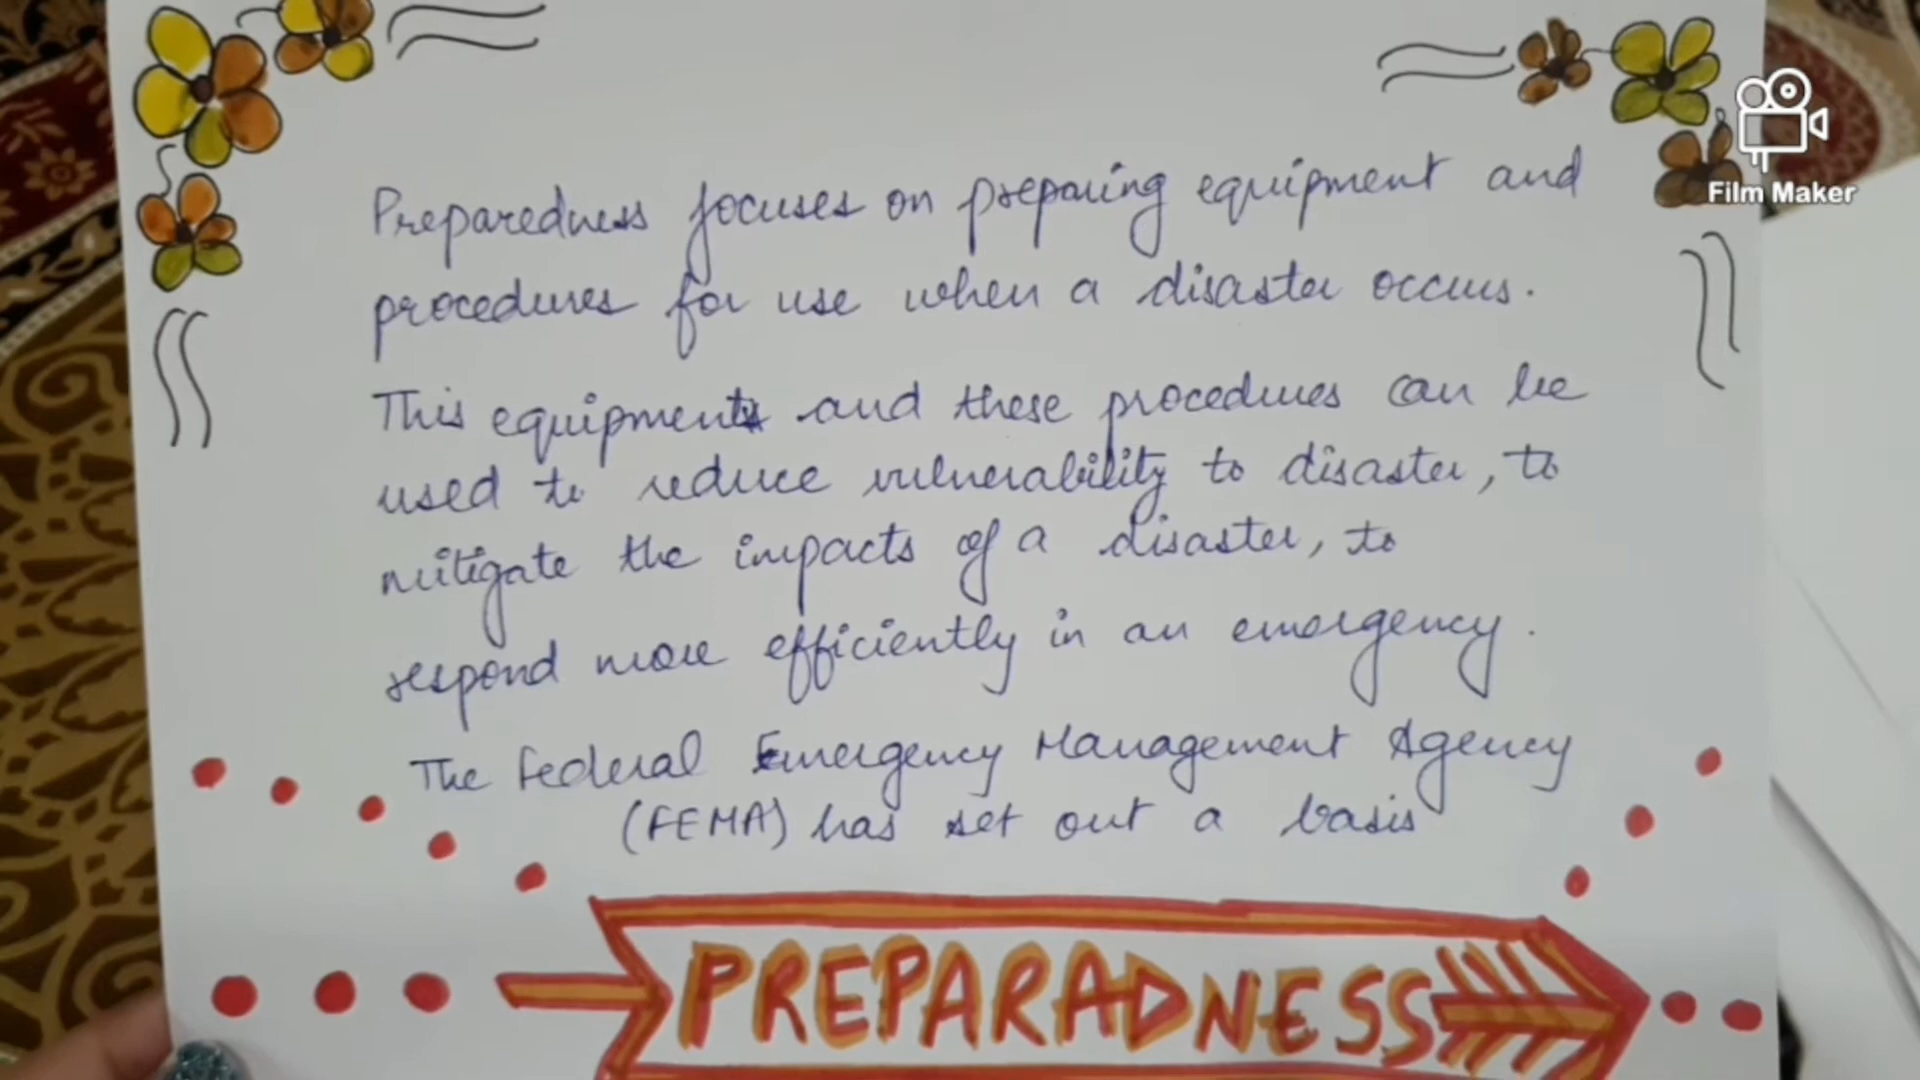 Preparedness focuses on preparing equipment and
procedures for use when a disaster occurs.
This equipments and these procedures can be
used to reduce vulnerability to disaster, to
mitigate the impacts of a disaster, to
respond more efficiently in an emergency.
The Federal Emergency Management Agency
(FEMA) has set out a basis
PREPARADNESS
Film Maker